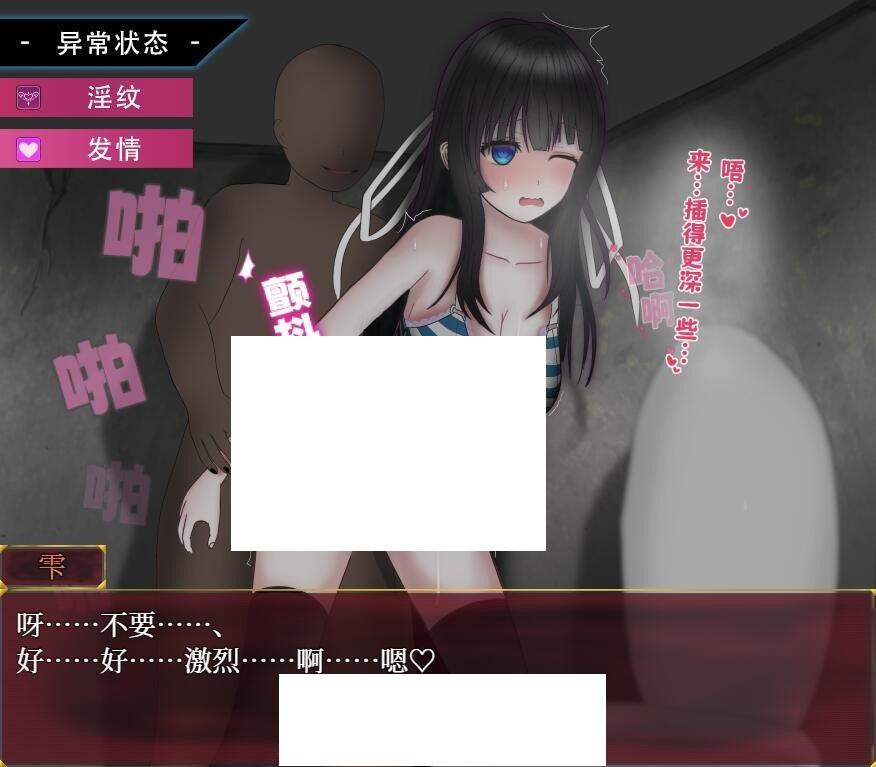 - 异常状态 -
淫纹
发情
啪
啪
啪
颤抖
唔…♥♥
来…插得更深一些…♥
哈啊
雫
呀……不要……、
好……好……激烈……啊……嗯♡